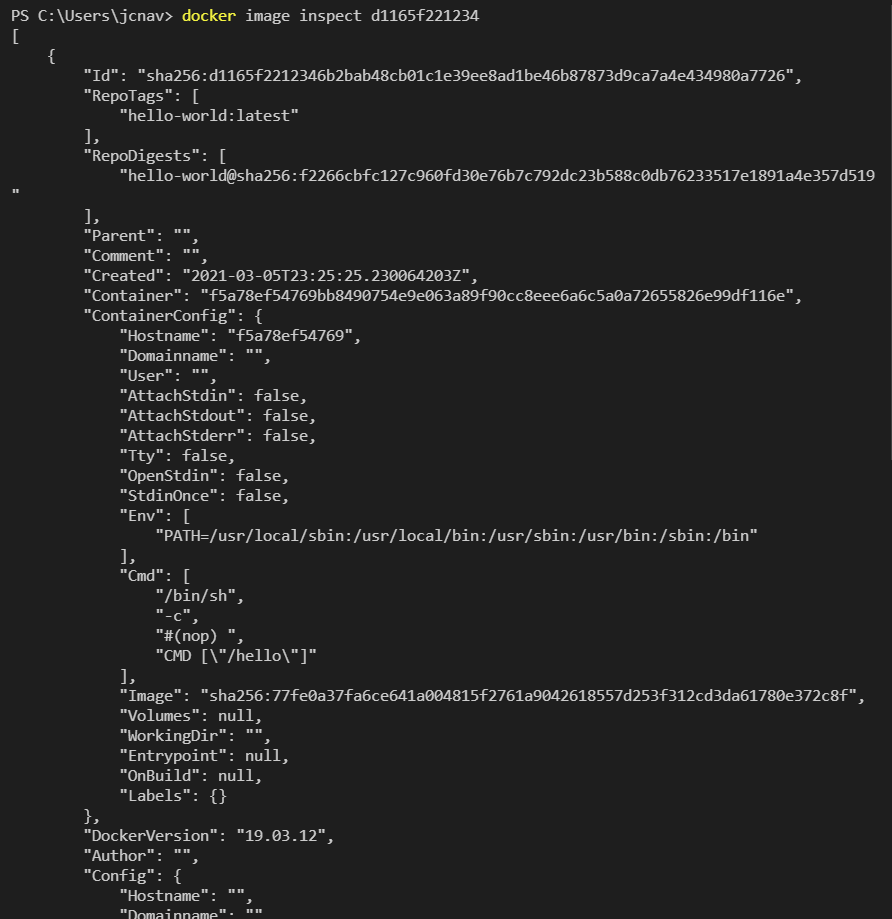 PS C:\Users\jcnav> docker image inspect d1165f221234
[
    {
        "Id": "sha256:d1165f2212346b2bab48cb01c1e39ee8ad1be46b87873d9ca7a4e434980a7726",
        "RepoTags": [
            "hello-world:latest"
        ],
        "RepoDigests": [
            "hello-world@sha256:f2266cbfc127c960fd30e76b7c792dc23b588c0db76233517e1891a4e357d519
"
        ],
        "Parent": "",
        "Comment": "",
        "Created": "2021-03-05T23:25:25.230064203Z",
        "Container": "f5a78ef54769bb8490754e9e063a89f90cc8eee6a6c5a0a72655826e99df116e",
        "ContainerConfig": {
            "Hostname": "f5a78ef54769",
            "Domainname": "",
            "User": "",
            "AttachStdin": false,
            "AttachStdout": false,
            "AttachStderr": false,
            "Tty": false,
            "OpenStdin": false,
            "StdinOnce": false,
            "Env": [
                "PATH=/usr/local/sbin:/usr/local/bin:/usr/sbin:/usr/bin:/sbin:/bin"
            ],
            "Cmd": [
                "/bin/sh",
                "-c",
                "#(nop) ",
                "CMD [\"/hello\"]"
            ],
            "Image": "sha256:77fe0a37fa6ce641a004815f2761a9042618557d253f312cd3da61780e372c8f",
            "Volumes": null,
            "WorkingDir": "",
            "Entrypoint": null,
            "OnBuild": null,
            "Labels": {}
        },
        "DockerVersion": "19.03.12",
        "Author": "",
        "Config": {
            "Hostname": "",
            "Domainname": ""